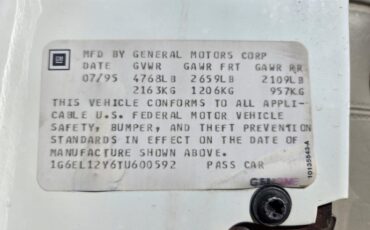 GM
MFD BY GENERAL MOTORS CORP
DATE GVWR GAWR FRT GAWR RR
07/95 4768LB 2659LB 2109LB
2163KG 1206KG 957KG
THIS VEHICLE CONFORMS TO ALL APPLI-
CABLE U.S. FEDERAL MOTOR VEHICLE
SAFETY, BUMPER, AND THEFT PREVENTION
STANDARDS IN EFFECT ON THE DATE OF
MANUFACTURE SHOWN ABOVE.
1G6EL12Y6TU600592 PASS CAR